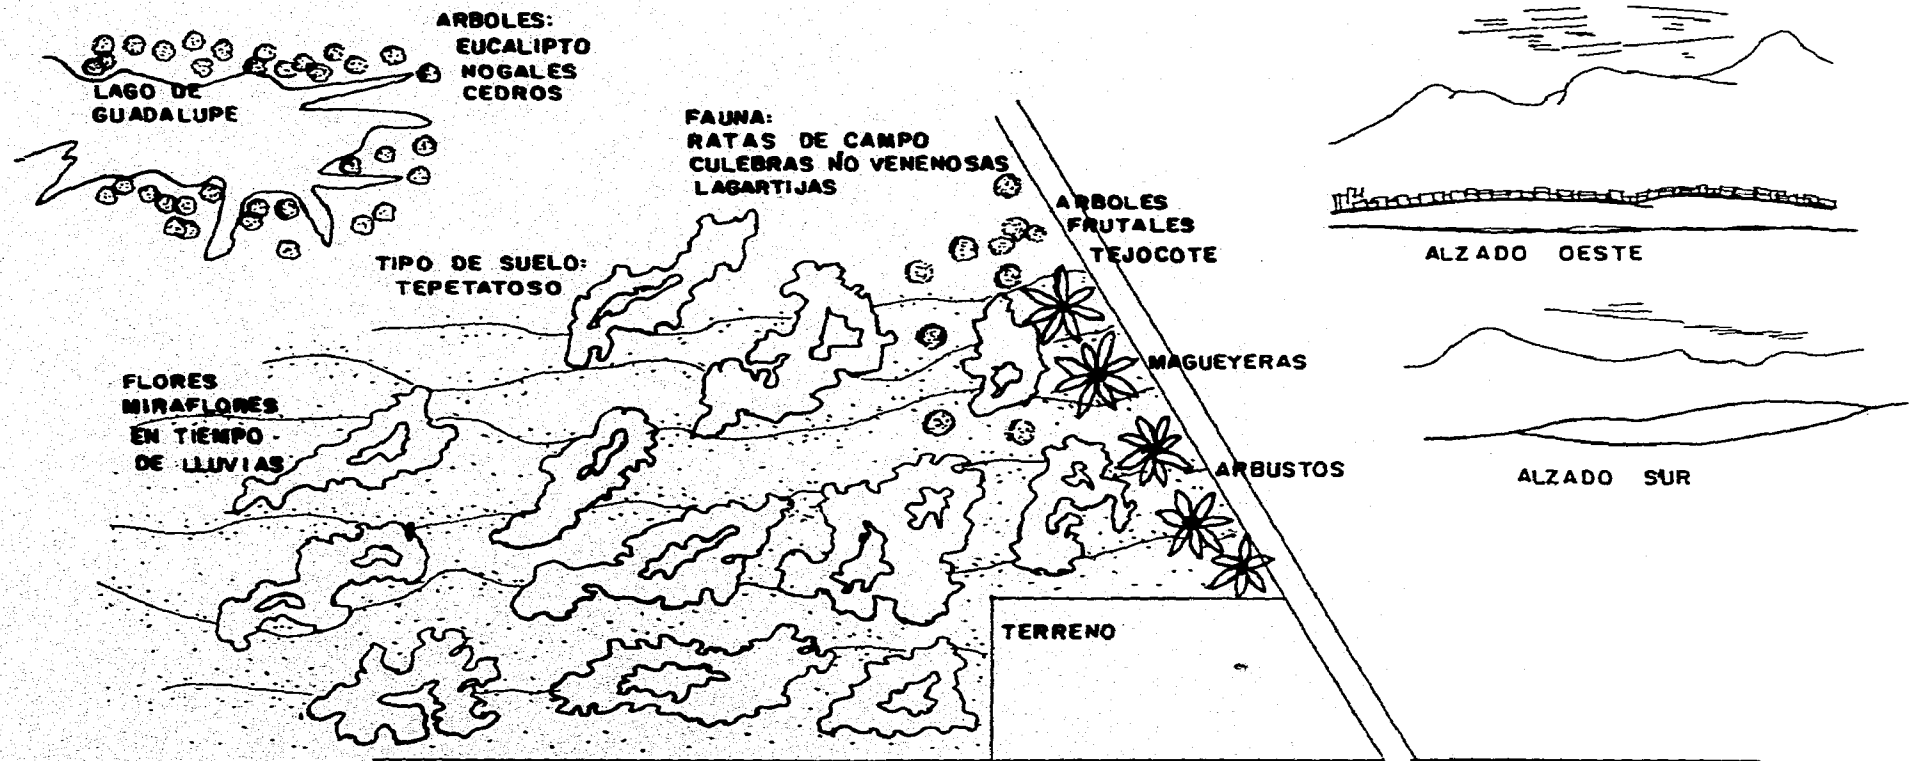 ARBOLES:
EUCALIPTO
NOGALES
CEDROS
LAGO DE
GUADALUPE
FAUNA:
RATAS DE CAMPO
CULEBRAS NO VENENOSAS
LAGARTIJAS
ARBOLES
FRUTALES
TEJOCOTE
TIPO DE SUELO:
TEPETATOSO
MAGUEYERAS
FLORES
MIRAFLORES
EN TIEMPO
DE LLUVIAS
ARBUSTOS
TERRENO
ALZADO OESTE
ALZADO SUR